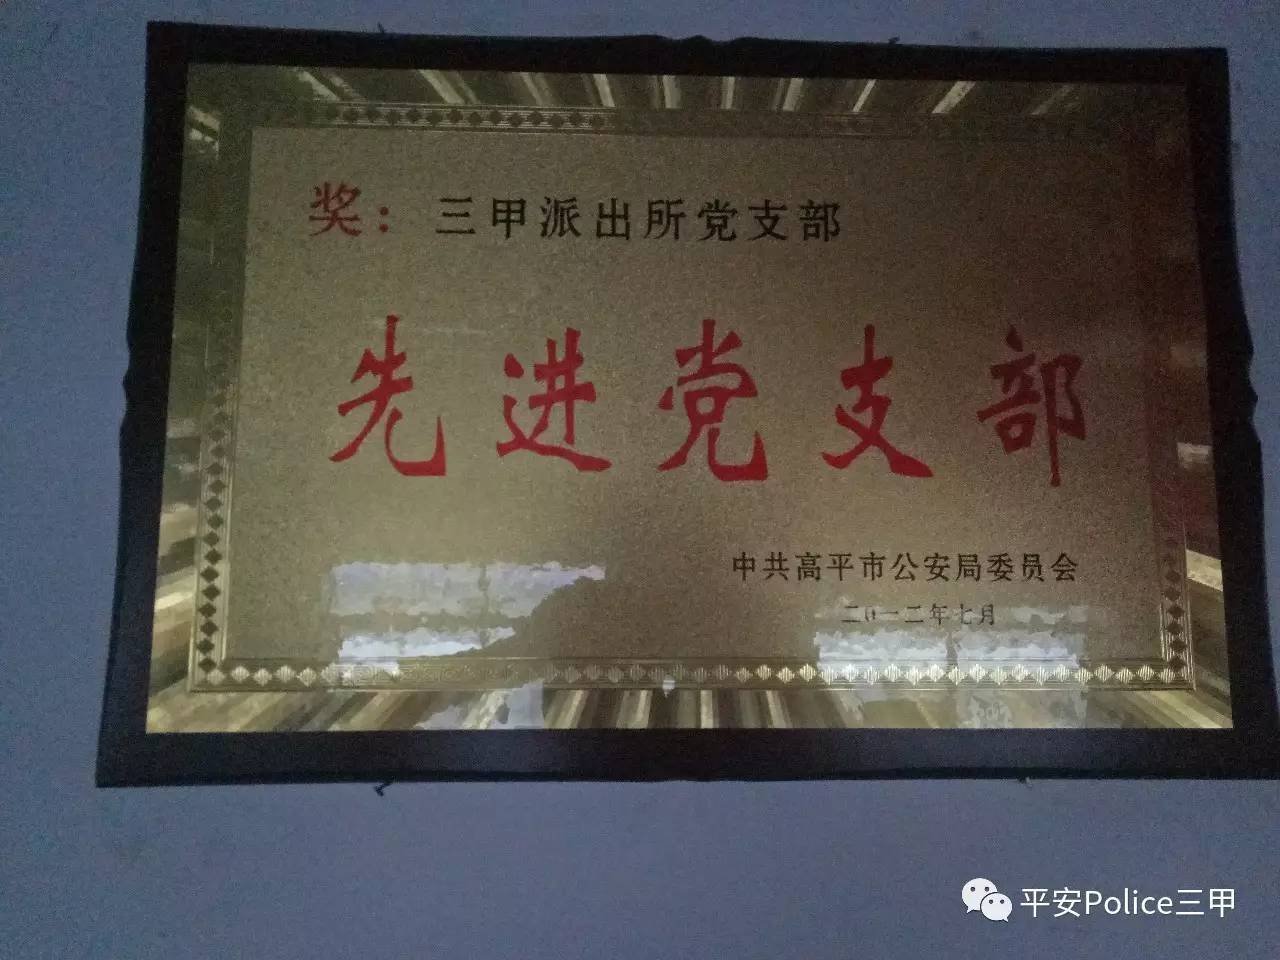 奖：三甲派出所党支部
先进党支部
中共高平市公安局委员会
二0一二年七月
平安Police三甲